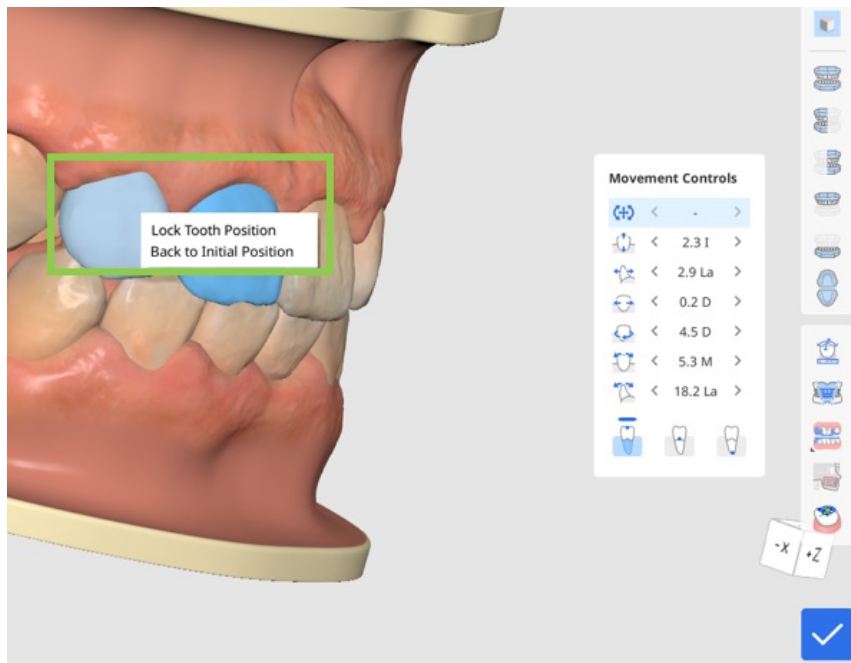 Lock Tooth Position
Back to Initial Position
Movement Controls
-
2.3 I
2.9 La
0.2 D
4.5 D
5.3 M
18.2 La
-X +Z